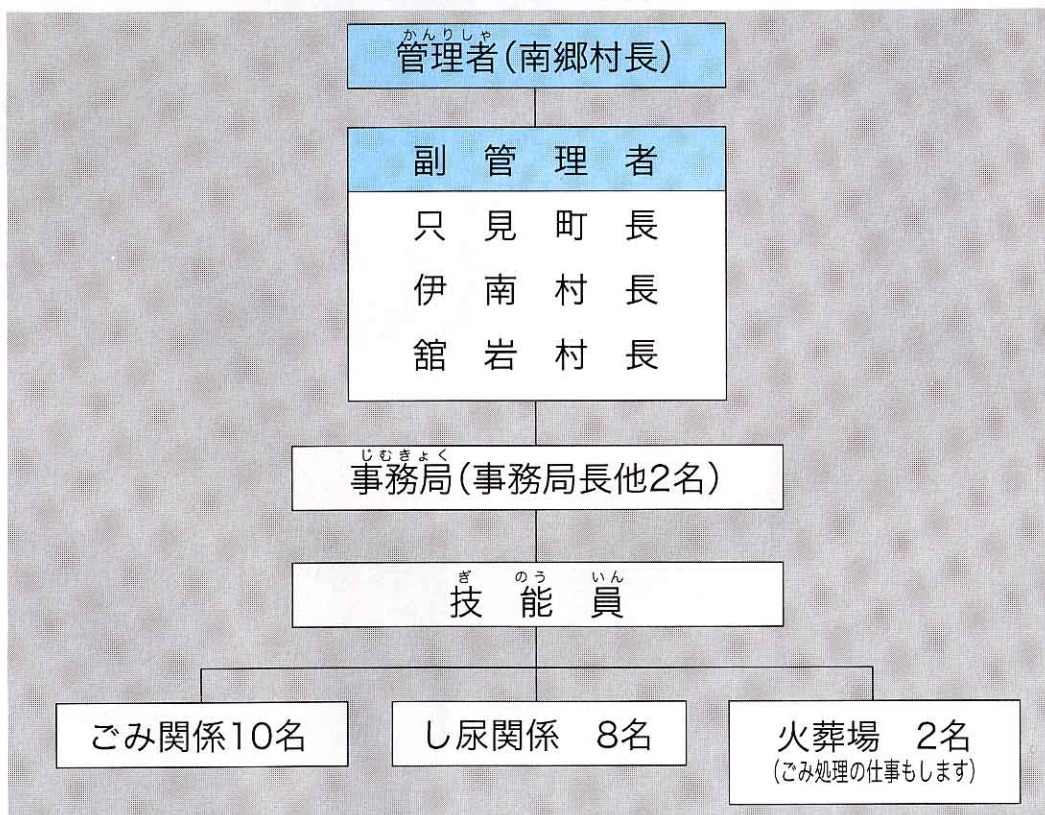 かんりしゃ
管理者(南郷村長)
副管理者
只見町長
伊南村長
舘岩村長
じむきょく
事務局(事務局長他2名)
ぎのういん
技能員
ごみ関係10名
し尿関係 8名
火葬場 2名
(ごみ処理の仕事もします)